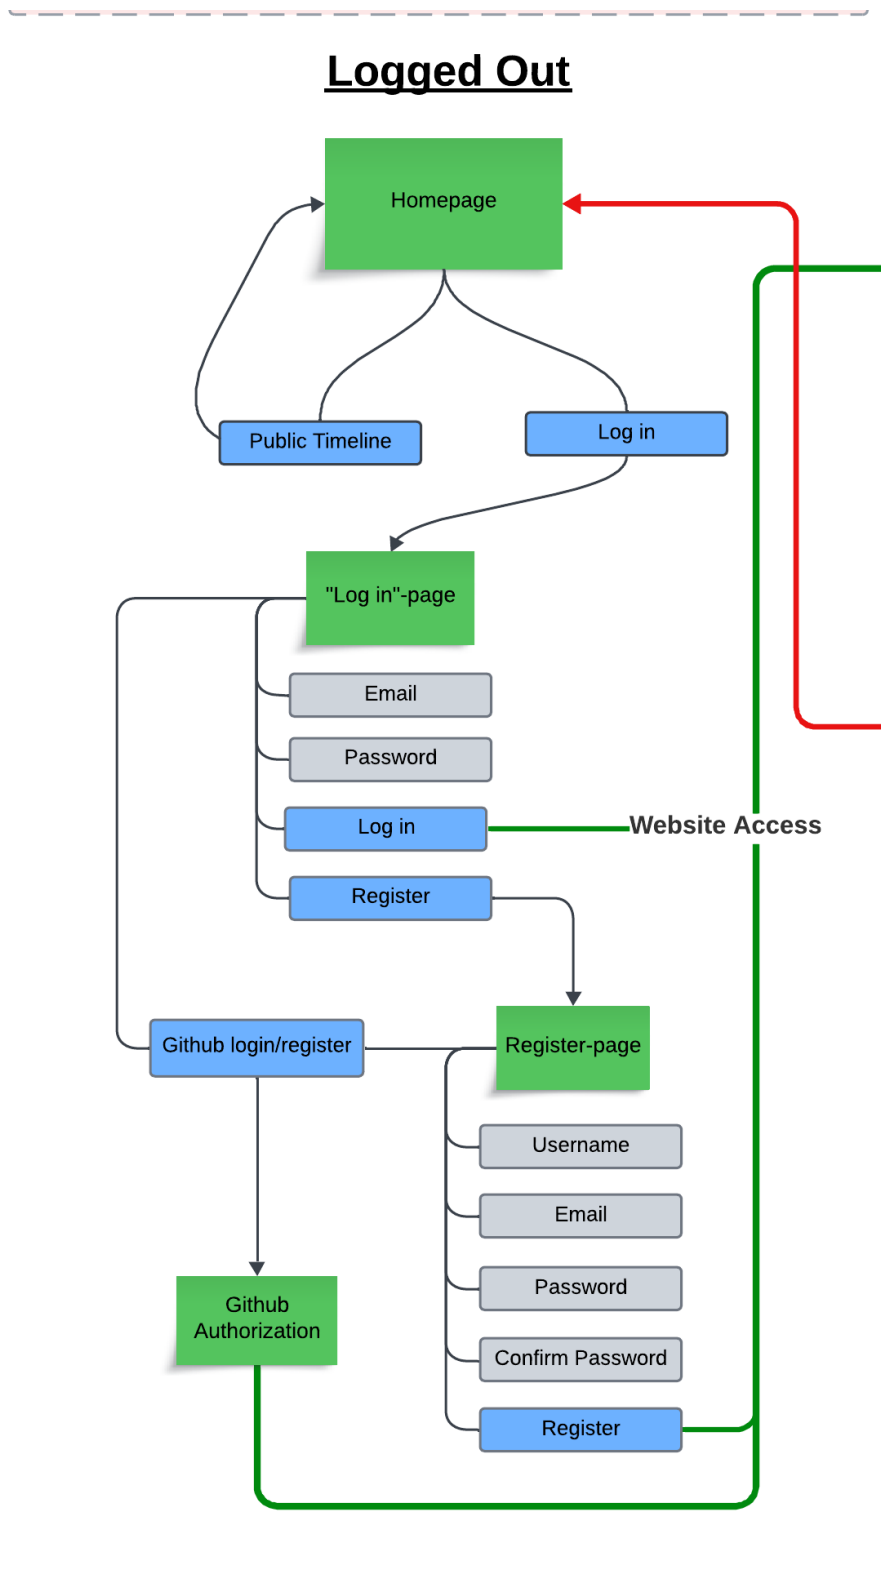 Logged Out
Homepage
Public Timeline
Log in
"Log in"-page
Email
Password
Log in
Website Access
Register
Github login/register
Register-page
Username
Email
Password
Confirm Password
Register
Github
Authorization